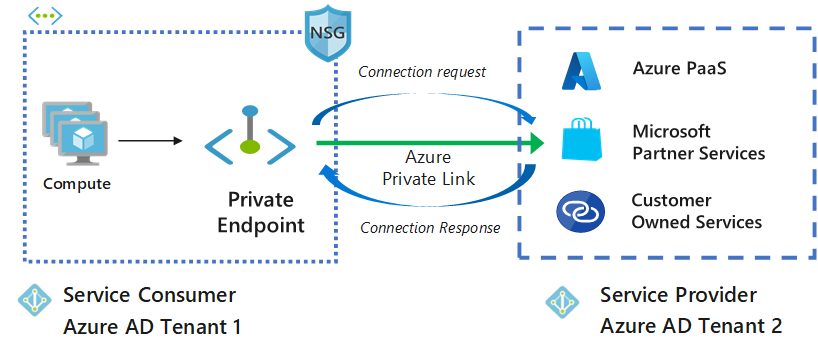 NSG
Connection request
Compute
Private
Endpoint
Azure
Private Link
Connection Response
Azure PaaS
Microsoft
Partner Services
Customer
Owned Services
Service Consumer
Azure AD Tenant 1
Service Provider
Azure AD Tenant 2